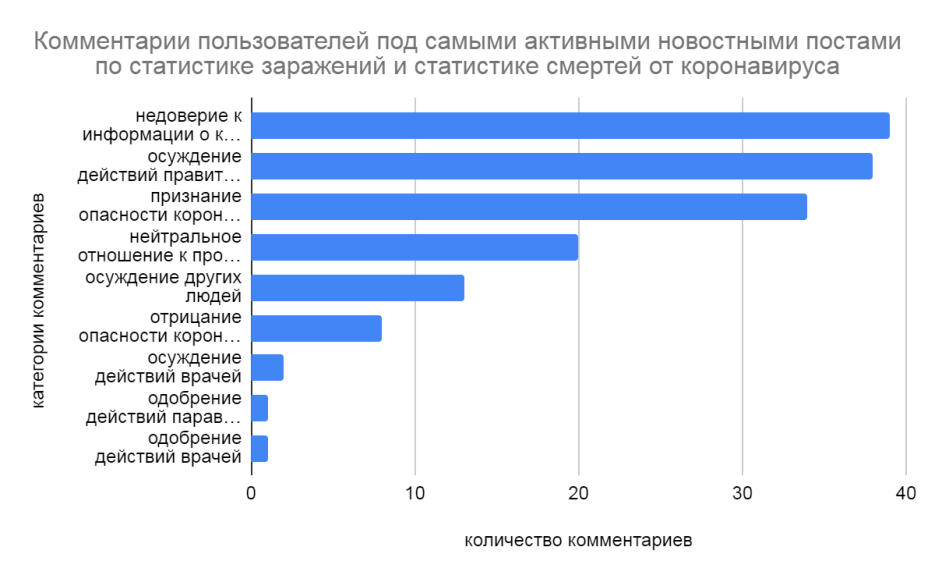 Комментарии пользователей под самыми активными новостными постами
по статистике заражений и статистике смертей от коронавируса
категории комментариев
недоверие к
информации о к…
осуждение
действий правит…
признание
опасности корон…
нейтральное
отношение к про…
осуждение других
людей
отрицание
опасности корон…
осуждение
действий врачей
одобрение
действий парав…
одобрение
действий врачей
0 10 20 30 40
количество комментариев